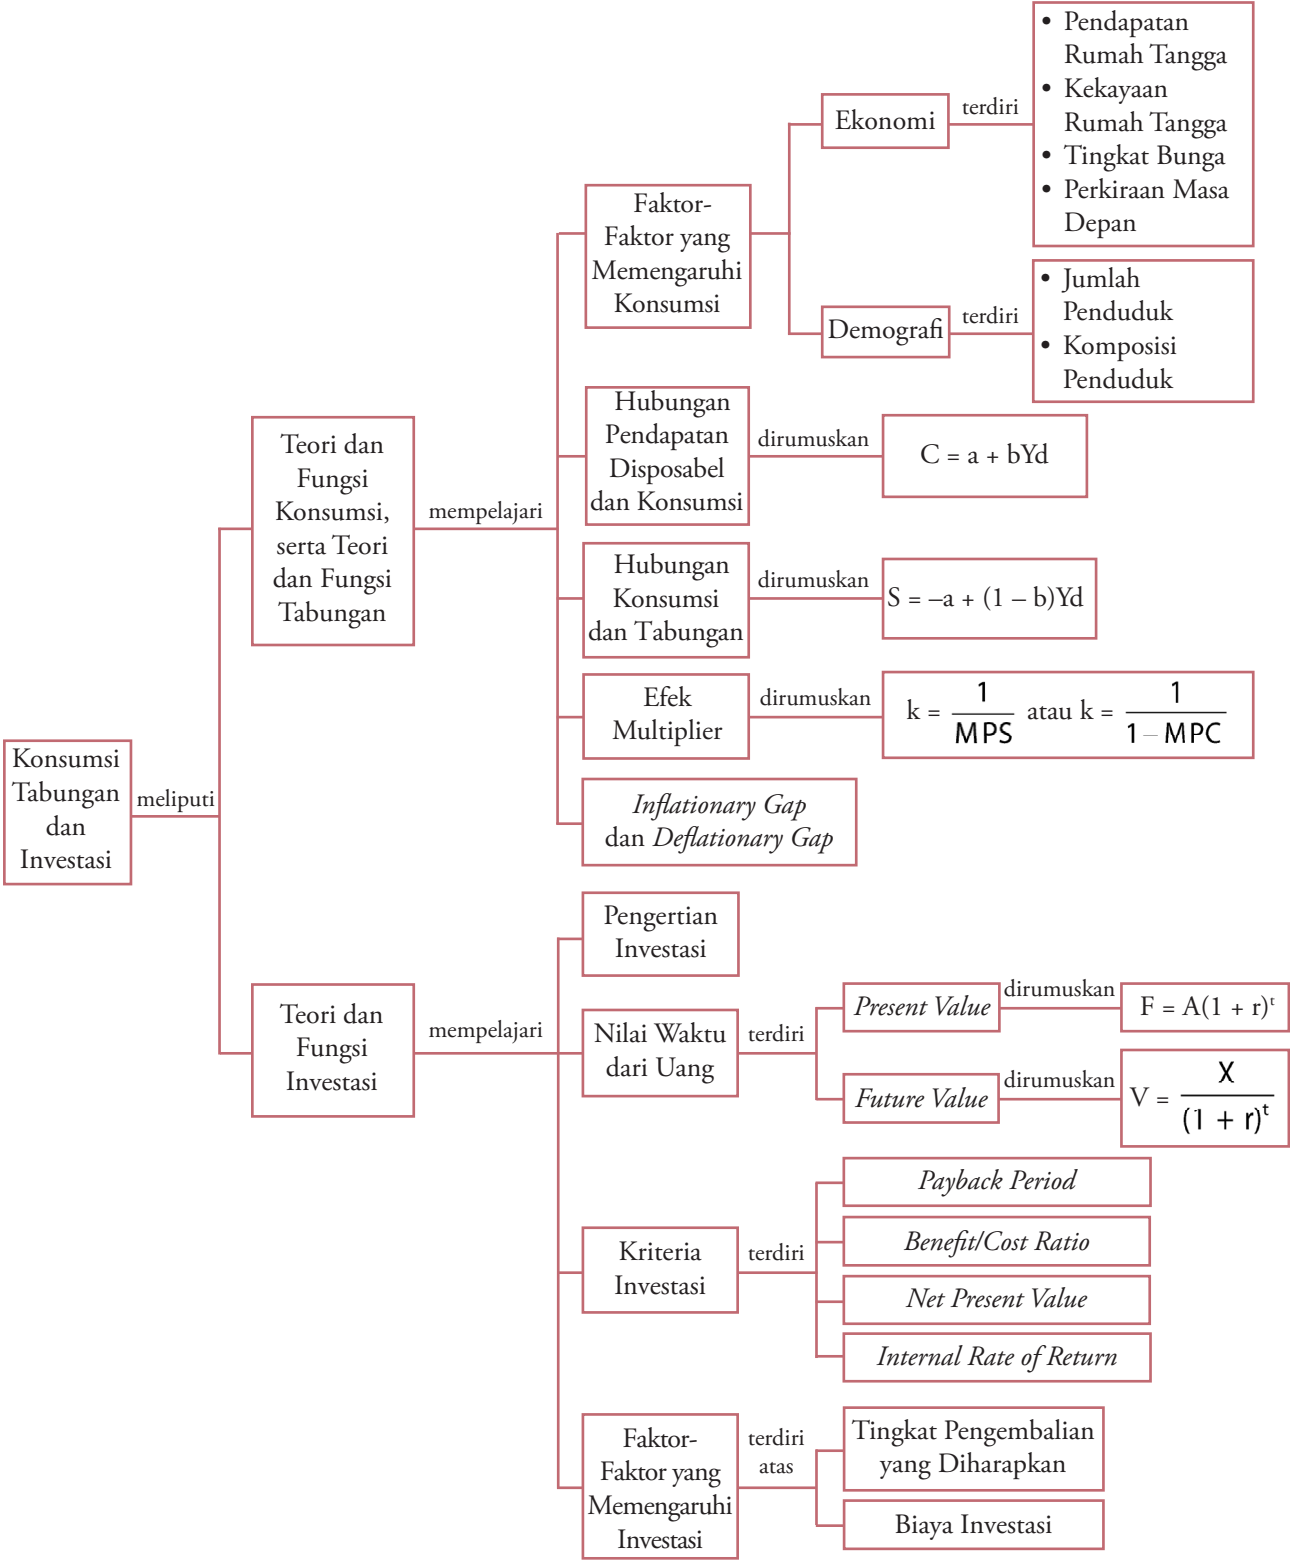 Konsumsi
Tabungan
dan
Investasi
meliputi
Teori dan
Fungsi
Konsumsi,
serta Teori
dan Fungsi
Tabungan
mempelajari
Faktor-
Faktor yang
Memengaruhi
Konsumsi
Ekonomi
terdiri
• Pendapatan
Rumah Tangga
• Kekayaan
Rumah Tangga
• Tingkat Bunga
• Perkiraan Masa
Depan
Demografi
terdiri
• Jumlah
Penduduk
• Komposisi
Penduduk
Hubungan
Pendapatan
Disposabel
dan Konsumsi
dirumuskan
C = a + bYd
Hubungan
Konsumsi
dan Tabungan
dirumuskan
S = –a + (1 – b)Yd
Efek
Multiplier
dirumuskan
k = 1/MPS atau k = 1/1 – MPC
Inflationary Gap
dan Deflationary Gap
Teori dan
Fungsi
Investasi
mempelajari
Pengertian
Investasi
Nilai Waktu
dari Uang
terdiri
Present Value
dirumuskan
F = A(1 + r)ᵗ
Future Value
dirumuskan
V = X/(1 + r)ᵗ
Kriteria
Investasi
terdiri
Payback Period
Benefit/Cost Ratio
Net Present Value
Internal Rate of Return
Faktor-
Faktor yang
Memengaruhi
Investasi
terdiri
atas
Tingkat Pengembalian
yang Diharapkan
Biaya Investasi